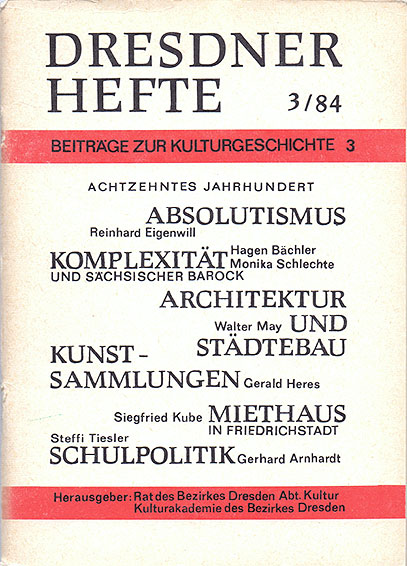 DRESDNER
HEFTE 3/84
BEITRÄGE ZUR KULTURGESCHICHTE 3
ACHTZEHNTES JAHRHUNDERT
ABSOLUTISMUS
Reinhard Eigenwill
KOMPLEXITÄT Hagen Bächler
Monika Schlechte
UND SÄCHSISCHER BAROCK
ARCHITEKTUR
Walter May UND
STÄDTEBAU
KUNST-
SAMMLUNGEN Gerald Heres
Siegfried Kube MIETHAUS
IN FRIEDRICHSTADT
Steffi Tiesler
SCHULPOLITIK Gerhard Arnhardt
Herausgeber: Rat des Bezirkes Dresden Abt. Kultur
Kulturakademie des Bezirkes Dresden